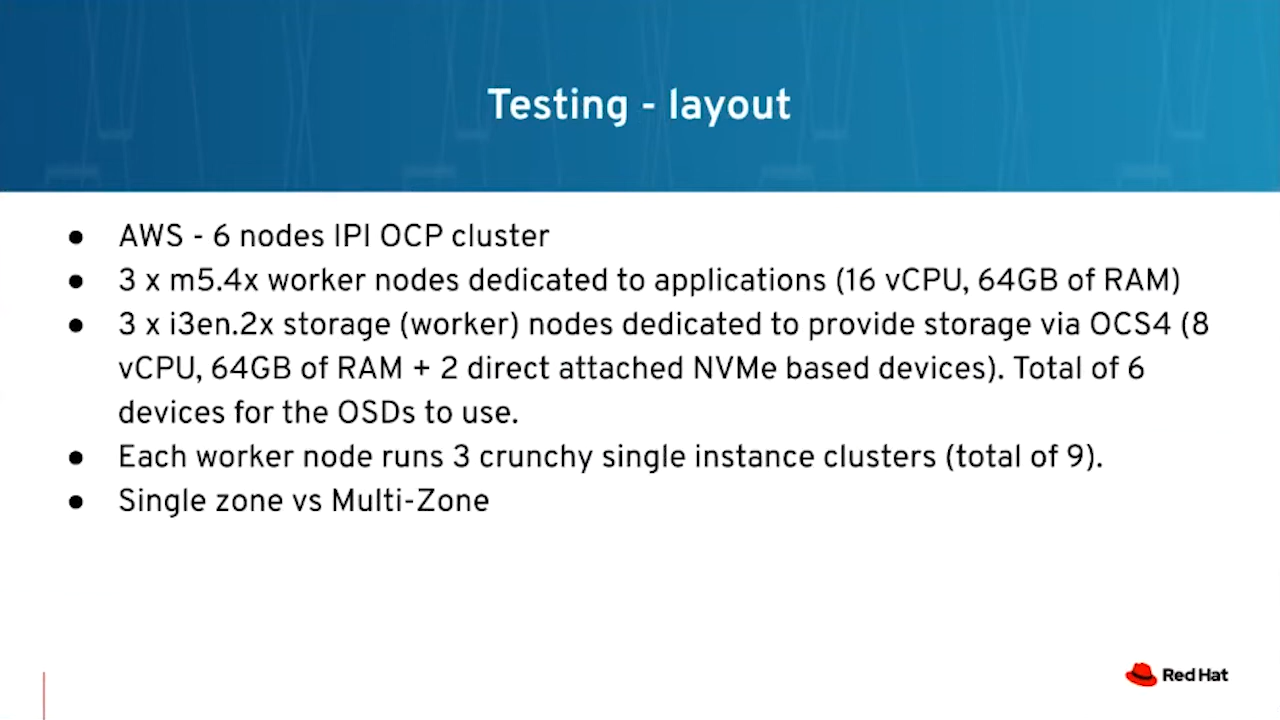 Testing - layout
● AWS - 6 nodes IPI OCP cluster
● 3 x m5.4x worker nodes dedicated to applications (16 vCPU, 64GB of RAM)
● 3 x i3en.2x storage (worker) nodes dedicated to provide storage via OCS4 (8
vCPU, 64GB of RAM + 2 direct attached NVMe based devices). Total of 6
devices for the OSDs to use.
● Each worker node runs 3 crunchy single instance clusters (total of 9).
● Single zone vs Multi-Zone
Red Hat